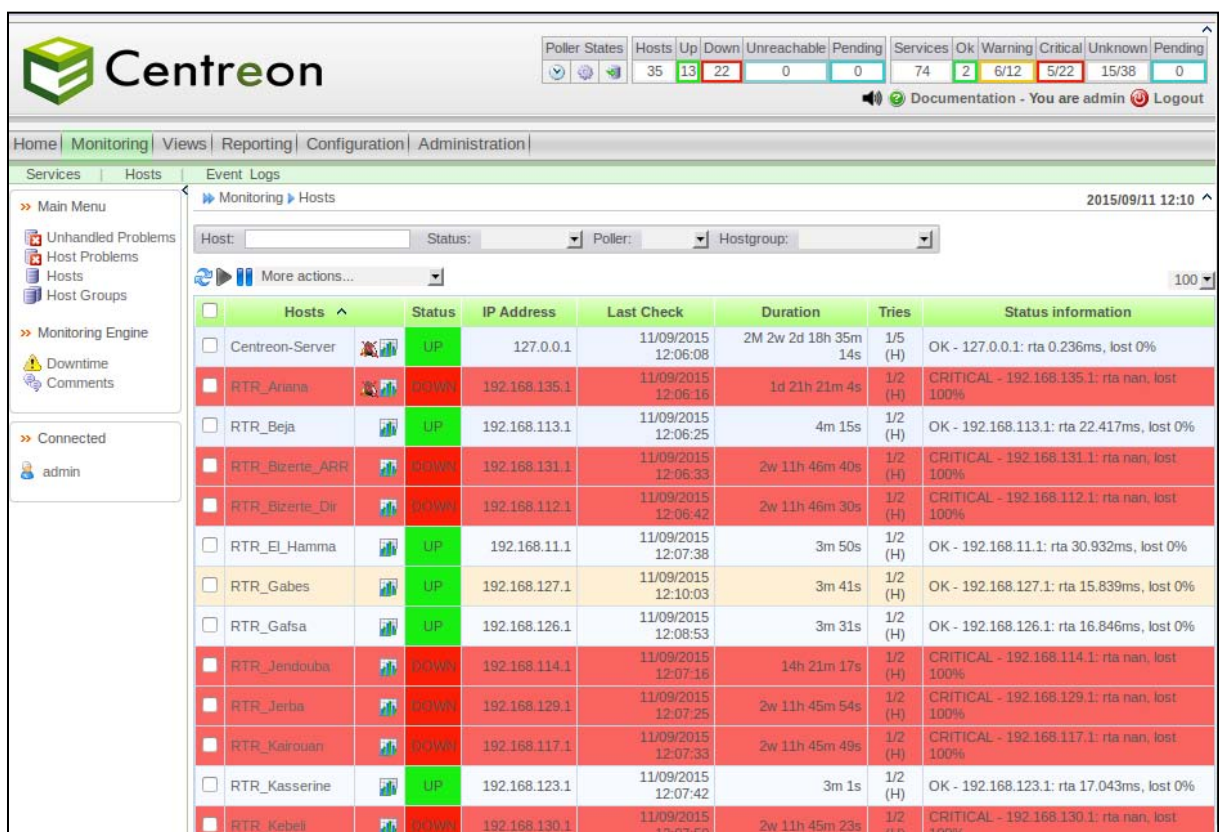 Centreon
Poller States Hosts Up Down Unreachable Pending Services Ok Warning Critical Unknown Pending
35 13 22 0 0 74 2 6/12 5/22 15/38 0
Documentation - You are admin Logout
Home Monitoring Views Reporting Configuration Administration
Services | Hosts | Event Logs
Main Menu
Unhandled Problems
Host Problems
Hosts
Host Groups
Monitoring Engine
Downtime
Comments
Connected
admin
Monitoring Hosts 2015/09/11 12:10
Host: Status: Poller: Hostgroup:
More actions... 100
Hosts Status IP Address Last Check Duration Tries Status information
Centreon-Server UP 127.0.0.1 11/09/2015 12:06:08 2M 2w 2d 18h 35m 14s 1/5 (H) OK - 127.0.0.1: rta 0.236ms, lost 0%
RTR_Ariana DOWN 192.168.135.1 11/09/2015 12:06:16 1d 21h 21m 4s 1/2 (H) CRITICAL - 192.168.135.1: rta nan, lost 100%
RTR_Beja UP 192.168.113.1 11/09/2015 12:06:25 4m 15s 1/2 (H) OK - 192.168.113.1: rta 22.417ms, lost 0%
RTR_Bizerte_ARR DOWN 192.168.131.1 11/09/2015 12:06:33 2w 11h 46m 40s 1/2 (H) CRITICAL - 192.168.131.1: rta nan, lost 100%
RTR_Bizerte_Dir DOWN 192.168.112.1 11/09/2015 12:06:42 2w 11h 46m 30s 1/2 (H) CRITICAL - 192.168.112.1: rta nan, lost 100%
RTR_El_Hamma UP 192.168.11.1 11/09/2015 12:07:38 3m 50s 1/2 (H) OK - 192.168.11.1: rta 30.932ms, lost 0%
RTR_Gabes UP 192.168.127.1 11/09/2015 12:10:03 3m 41s 1/2 (H) OK - 192.168.127.1: rta 15.839ms, lost 0%
RTR_Gafsa UP 192.168.126.1 11/09/2015 12:08:53 3m 31s 1/2 (H) OK - 192.168.126.1: rta 16.846ms, lost 0%
RTR_Jendouba DOWN 192.168.114.1 11/09/2015 12:07:16 14h 21m 17s 1/2 (H) CRITICAL - 192.168.114.1: rta nan, lost 100%
RTR_Jerba DOWN 192.168.129.1 11/09/2015 12:07:25 2w 11h 45m 54s 1/2 (H) CRITICAL - 192.168.129.1: rta nan, lost 100%
RTR_Kairouan DOWN 192.168.117.1 11/09/2015 12:07:33 2w 11h 45m 49s 1/2 (H) CRITICAL - 192.168.117.1: rta nan, lost 100%
RTR_Kasserine UP 192.168.123.1 11/09/2015 12:07:42 3m 1s 1/2 (H) OK - 192.168.123.1: rta 17.043ms, lost 0%
RTR_Kebeli DOWN 192.168.130.1 11/09/2015 2w 11h 45m 23s 1/2 CRITICAL - 192.168.130.1: rta nan, lost